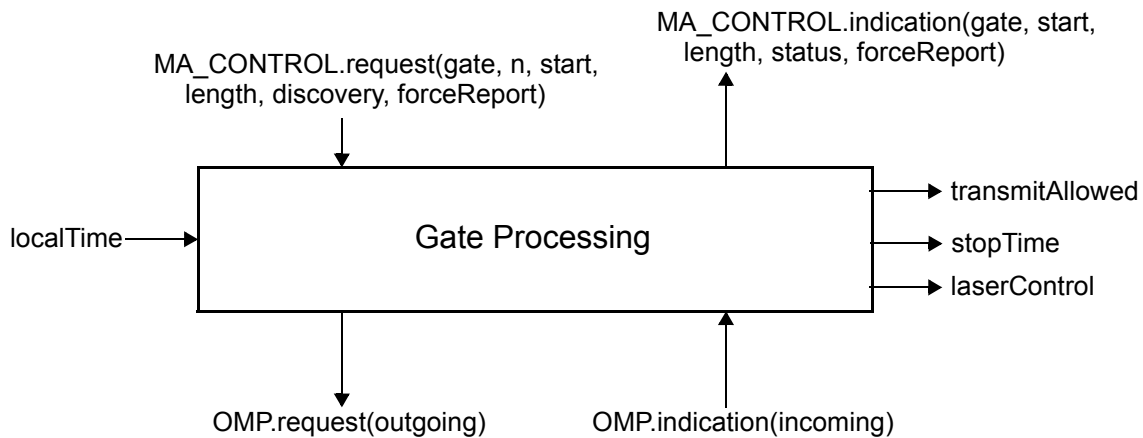 MA_CONTROL.indication(gate, start,
length, status, forceReport)
MA_CONTROL.request(gate, n, start,
length, discovery, forceReport)
localTime
Gate Processing
transmitAllowed
stopTime
laserControl
OMP.request(outgoing)
OMP.indication(incoming)